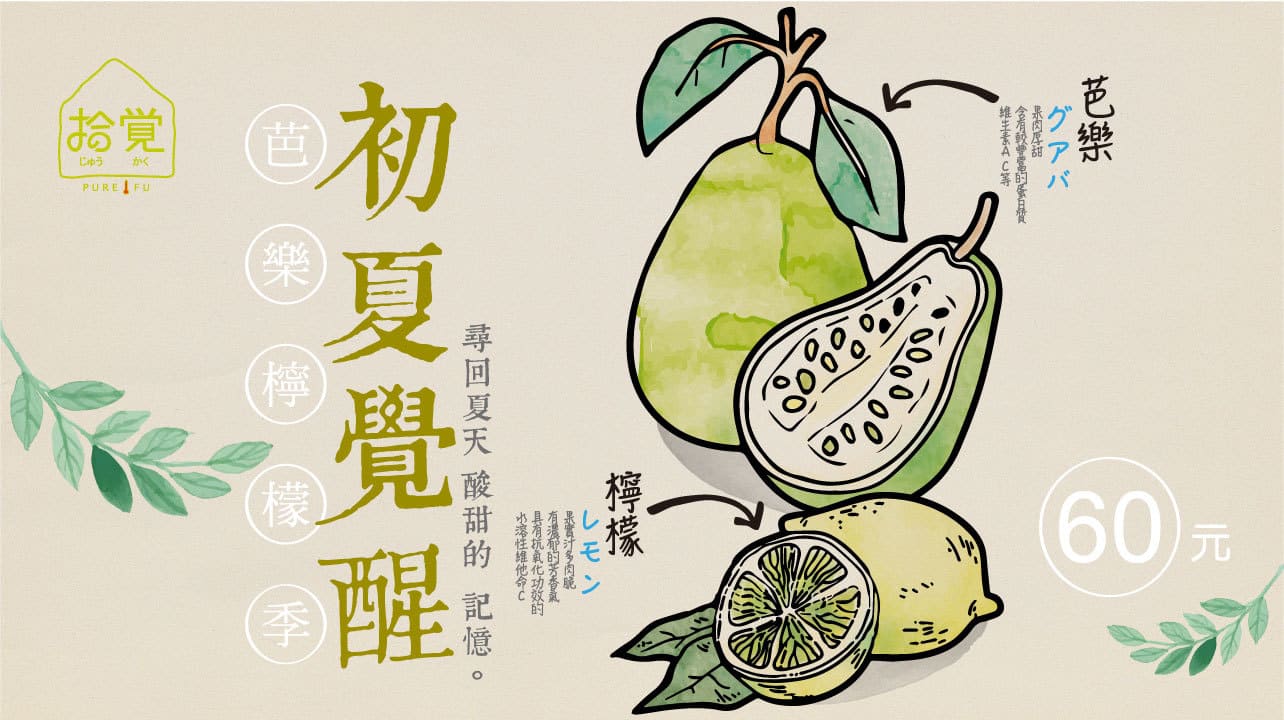 拾覚
じゅう かく
PURE FU
初夏覺醒
芭樂檸檬季
尋回夏天 酸甜的 記憶。
芭樂
グアバ
果肉厚甜
含有較豐富的蛋白質
維生素A C等
檸檬
レモン
果實汁多肉脆
有濃郁的芳香氣
具有抗氧化功效的
水溶性維他命C
60元